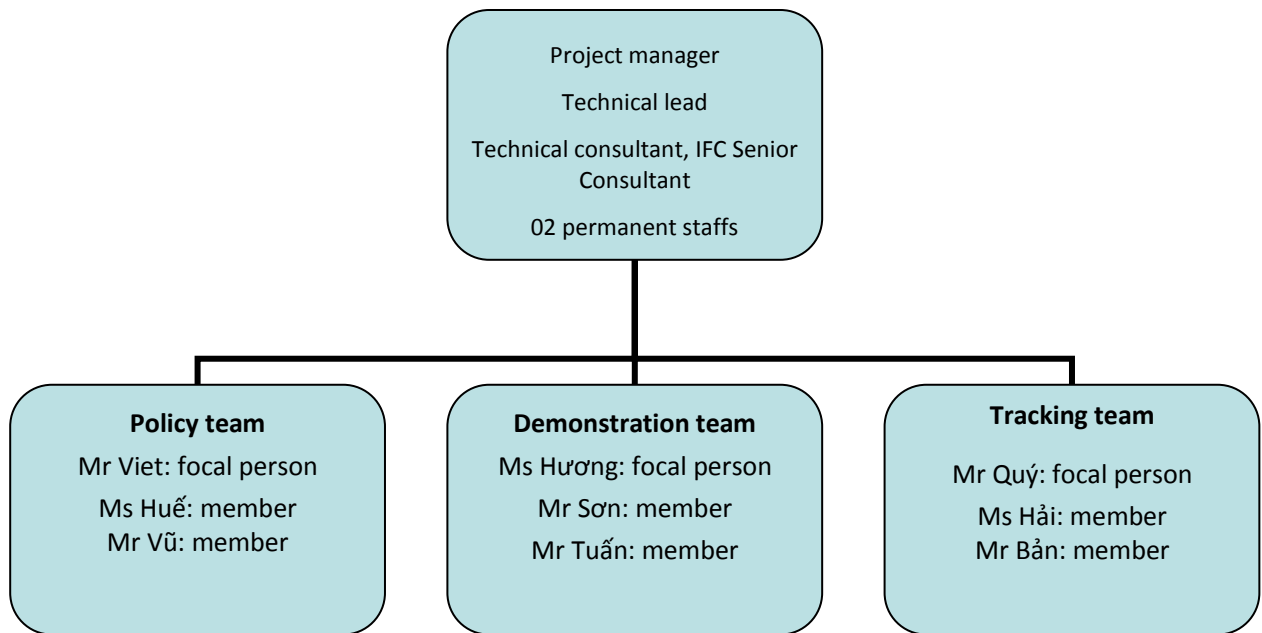 Project manager
Technical lead
Technical consultant, IFC Senior
Consultant
02 permanent staffs
Policy team
Mr Viet: focal person
Ms Huế: member
Mr Vũ: member
Demonstration team
Ms Hương: focal person
Mr Sơn: member
Mr Tuấn: member
Tracking team
Mr Quý: focal person
Ms Hải: member
Mr Bản: member